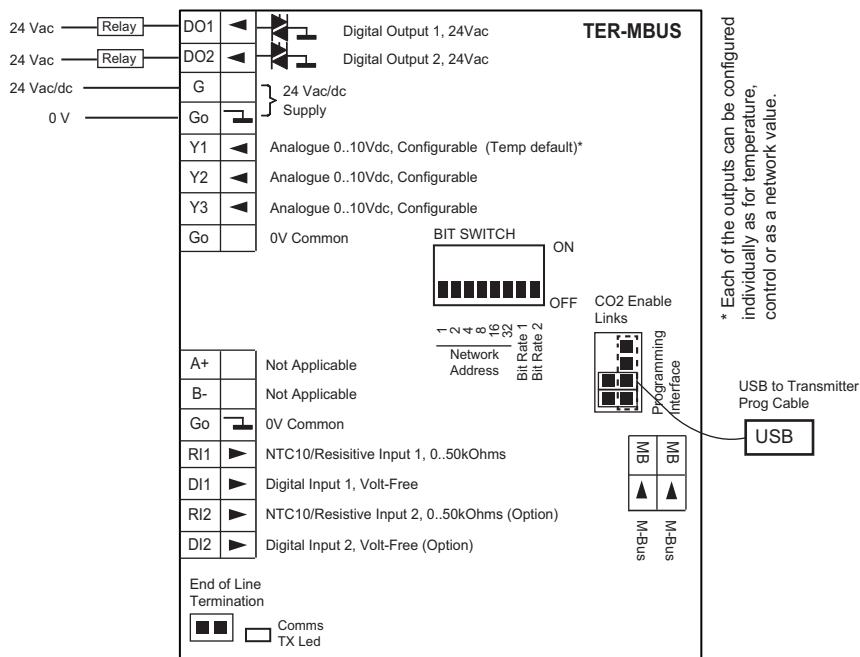 TER-MBUS
24 Vac
Relay
DO1
Digital Output 1, 24Vac
24 Vac
Relay
DO2
Digital Output 2, 24Vac
24 Vac/dc
G
24 Vac/dc
Supply
0 V
Go
Y1
Analogue 0..10Vdc, Configurable (Temp default)*
Y2
Analogue 0..10Vdc, Configurable
Y3
Analogue 0..10Vdc, Configurable
Go
0V Common
* Each of the outputs can be configured
individually as for temperature,
control or as a network value.
BIT SWITCH
ON
OFF
1
2
4
8
16
32
Bit Rate 1
Bit Rate 2
Network
Address
CO2 Enable
Links
Programming
Interface
USB to Transmitter
Prog Cable
USB
A+
Not Applicable
B-
Not Applicable
Go
0V Common
RI1
NTC10/Resisitive Input 1, 0..50kOhms
DI1
Digital Input 1, Volt-Free
RI2
NTC10/Resistive Input 2, 0..50kOhms (Option)
DI2
Digital Input 2, Volt-Free (Option)
MB
MB
M-Bus
M-Bus
End of Line
Termination
Comms
TX Led